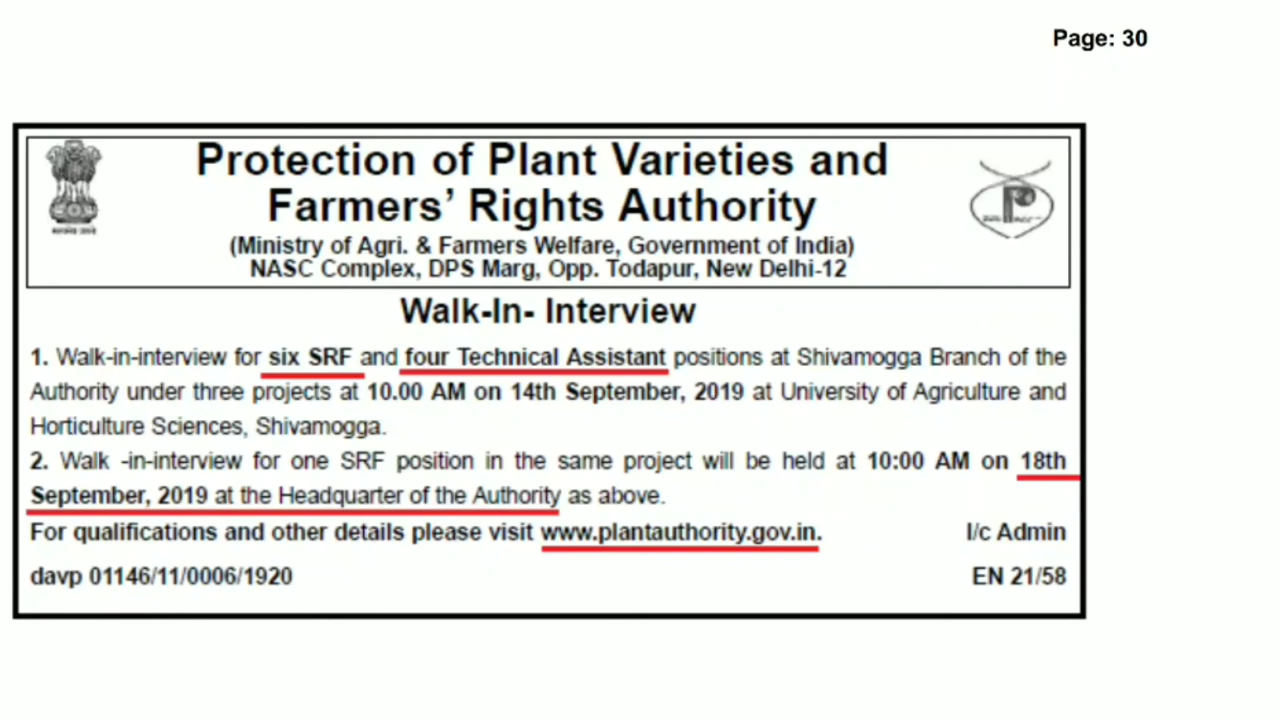 Page: 30
Protection of Plant Varieties and
Farmers' Rights Authority
(Ministry of Agri. & Farmers Welfare, Government of India)
NASC Complex, DPS Marg, Opp. Todapur, New Delhi-12
Walk-In- Interview
1. Walk-in-interview for six SRF and four Technical Assistant positions at Shivamogga Branch of the
Authority under three projects at 10.00 AM on 14th September, 2019 at University of Agriculture and
Horticulture Sciences, Shivamogga.
2. Walk -in-interview for one SRF position in the same project will be held at 10:00 AM on 18th
September, 2019 at the Headquarter of the Authority as above.
For qualifications and other details please visit www.plantauthority.gov.in. I/c Admin
davp 01146/11/0006/1920 EN 21/58